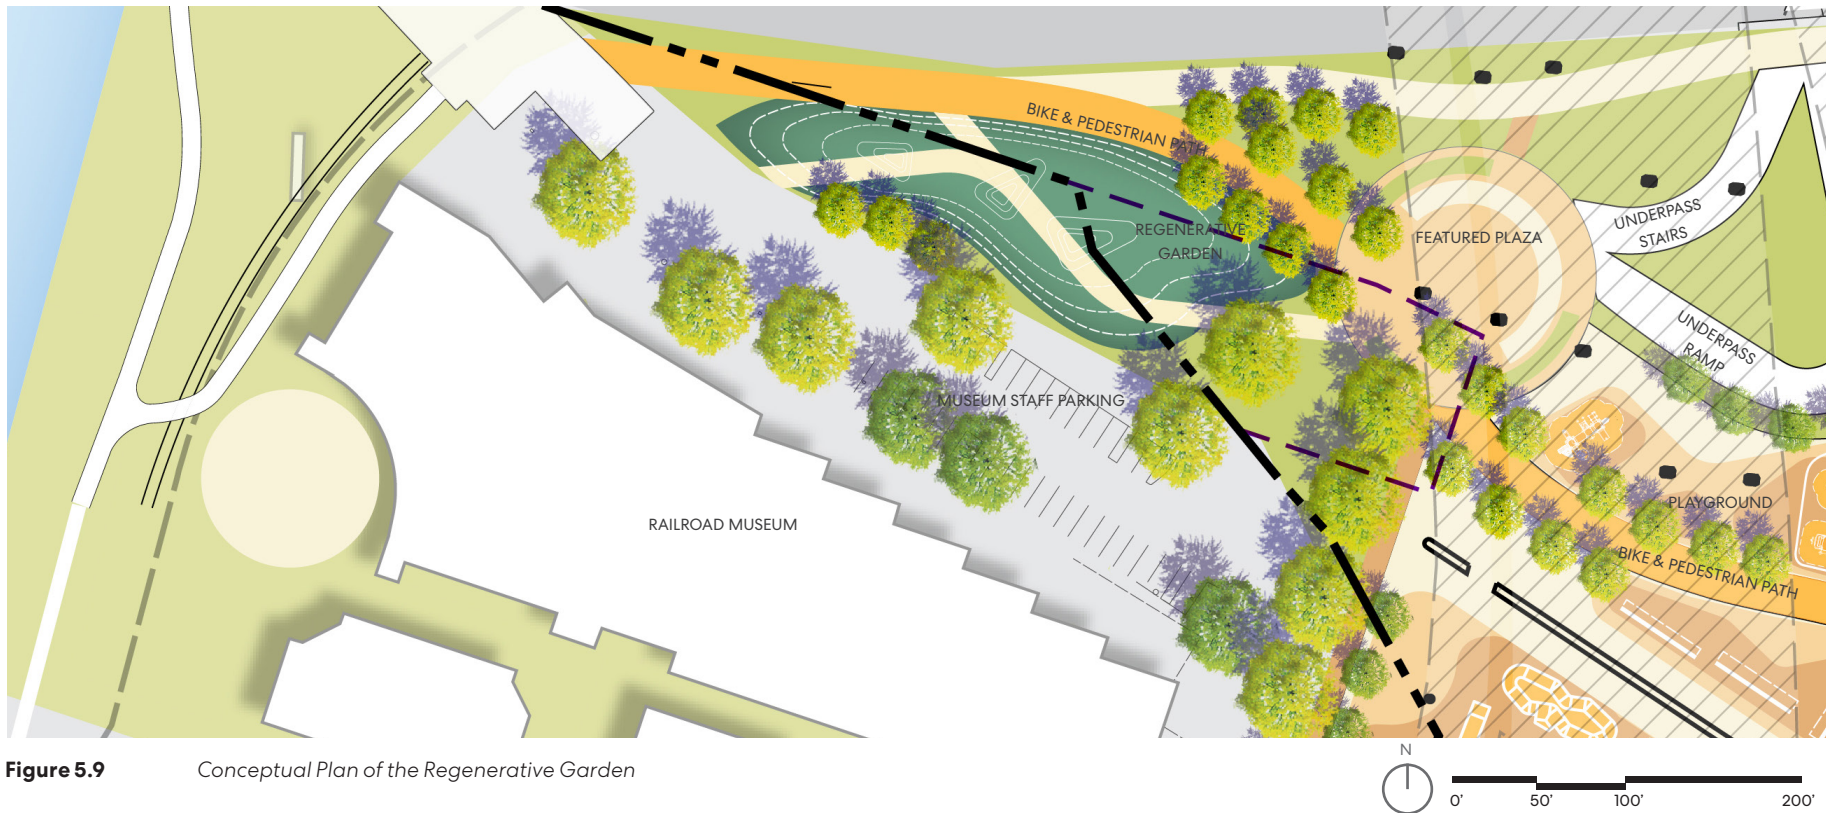 BIKE & PEDESTRIAN PATH
UNDERPASS
STAIRS
REGENERATIVE
GARDEN
FEATURED PLAZA
UNDERPASS
RAMP
MUSEUM STAFF PARKING
RAILROAD MUSEUM
PLAYGROUND
BIKE & PEDESTRIAN PATH
Figure 5.9 Conceptual Plan of the Regenerative Garden
N
0' 50' 100' 200'